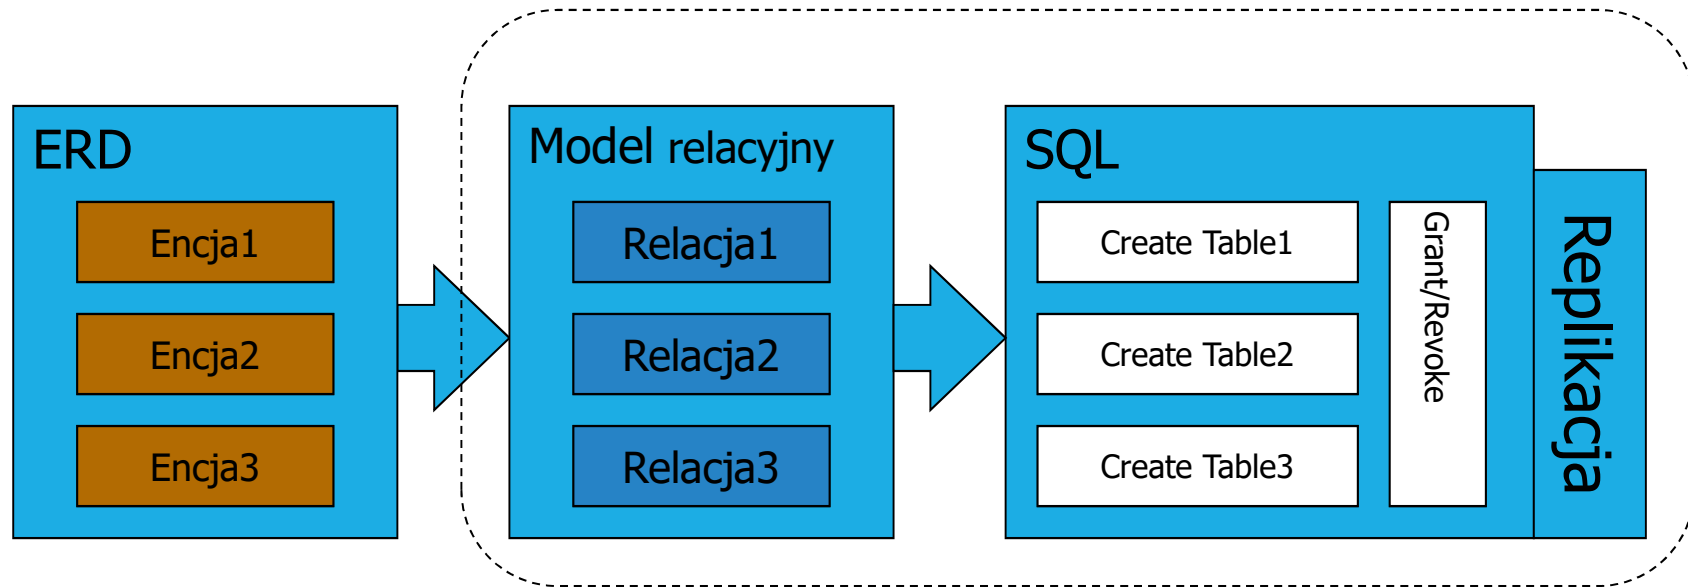 ERD
Encja1
Encja2
Encja3
Model relacyjny
Relacja1
Relacja2
Relacja3
SQL
Create Table1
Create Table2
Create Table3
Grant/Revoke
Replikacja